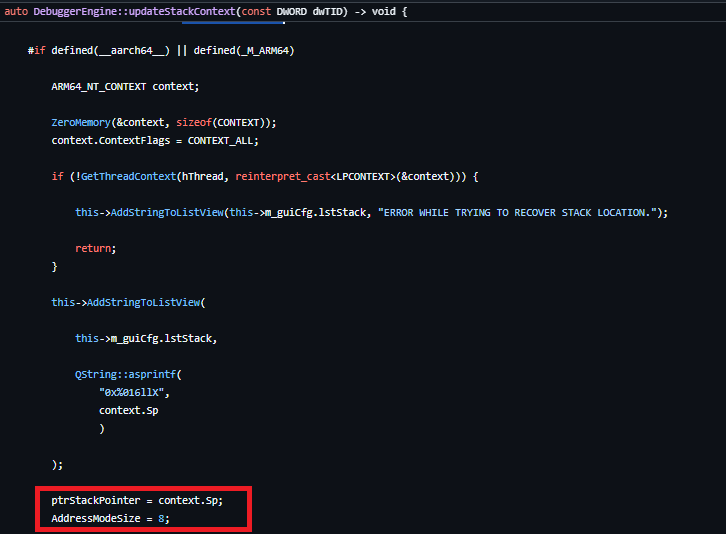 auto DebuggerEngine::updateStackContext(const DWORD dwTID) -> void {
#if defined(__aarch64__) || defined(_M_ARM64)
ARM64_NT_CONTEXT context;
ZeroMemory(&context, sizeof(CONTEXT));
context.ContextFlags = CONTEXT_ALL;
if (!GetThreadContext(hThread, reinterpret_cast<LPCONTEXT>(&context))) {
this->AddStringToListView(this->m_guiCfg.lstStack, "ERROR WHILE TRYING TO RECOVER STACK LOCATION.");
return;
}
this->AddStringToListView(
this->m_guiCfg.lstStack,
QString::asprintf(
"0x%016llX",
context.Sp
)
);
ptrStackPointer = context.Sp;
AddressModeSize = 8;